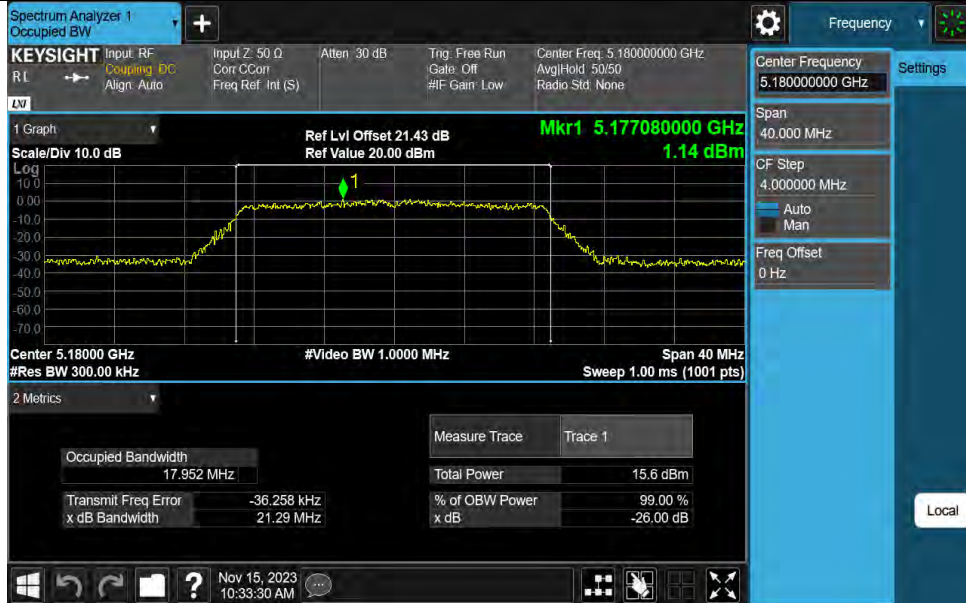 Spectrum Analyzer 1
Occupied BW
Frequency
KEYSIGHT
RL
LXI
Input: RF
Coupling: DC
Align: Auto
Input Z: 50 Ω
Corr CCorr
Freq Ref: Int (S)
Atten: 30 dB
Trig: Free Run
Gate: Off
#IF Gain: Low
Center Freq: 5.180000000 GHz
Avg|Hold: 50/50
Radio Std: None
Center Frequency
5.180000000 GHz
Settings
Span
40.000 MHz
CF Step
4.000000 MHz
Auto
Man
Freq Offset
0 Hz
1 Graph
Scale/Div 10.0 dB
Ref Lvl Offset 21.43 dB
Ref Value 20.00 dBm
Mkr1 5.177080000 GHz
1.14 dBm
Log
10.0
0.00
-10.0
-20.0
-30.0
-40.0
-50.0
-60.0
-70.0
1
Center 5.18000 GHz
#Res BW 300.00 kHz
#Video BW 1.0000 MHz
Span 40 MHz
Sweep 1.00 ms (1001 pts)
2 Metrics
Measure Trace Trace 1
Occupied Bandwidth
17.952 MHz
Total Power 15.6 dBm
Transmit Freq Error -36.258 kHz
% of OBW Power 99.00 %
x dB Bandwidth 21.29 MHz
x dB -26.00 dB
Local
?
Nov 15, 2023
10:33:30 AM